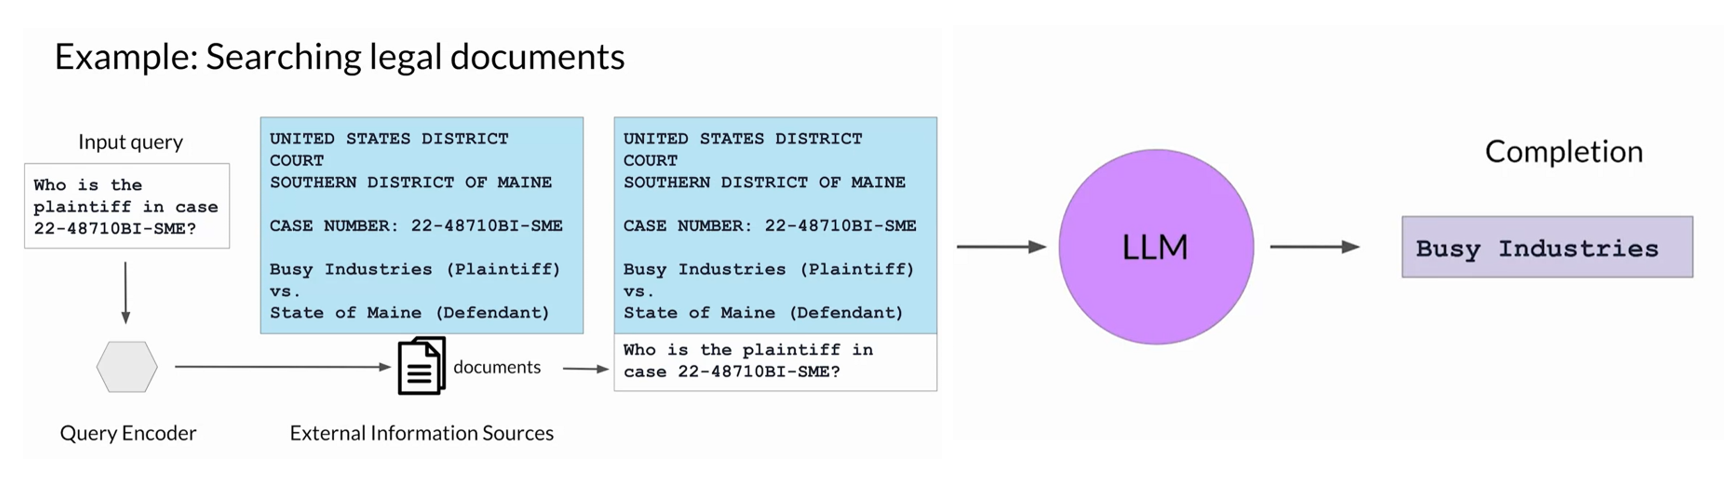 Example: Searching legal documents
Input query
Who is the
plaintiff in case
22-48710BI-SME?
Query Encoder
UNITED STATES DISTRICT
COURT
SOUTHERN DISTRICT OF MAINE
CASE NUMBER: 22-48710BI-SME
Busy Industries (Plaintiff)
vs.
State of Maine (Defendant)
documents
External Information Sources
UNITED STATES DISTRICT
COURT
SOUTHERN DISTRICT OF MAINE
CASE NUMBER: 22-48710BI-SME
Busy Industries (Plaintiff)
vs.
State of Maine (Defendant)
Who is the plaintiff in
case 22-48710BI-SME?
LLM
Completion
Busy Industries